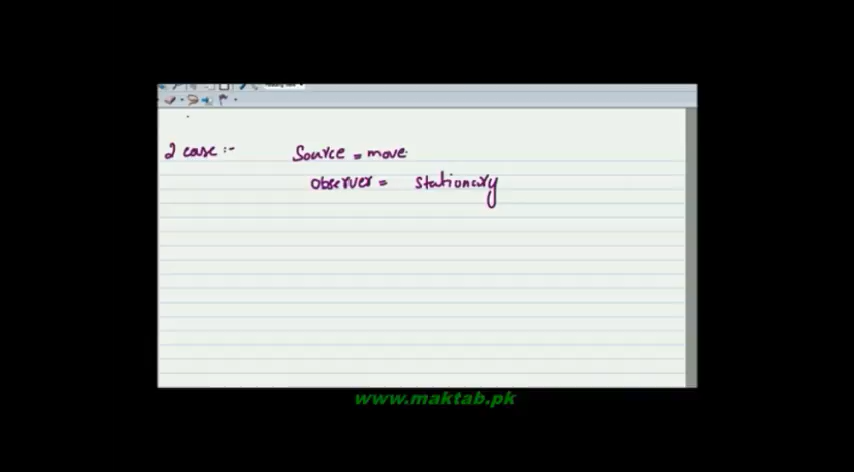 2 case :-
Source = move
observer = stationary
www.maktab.pk